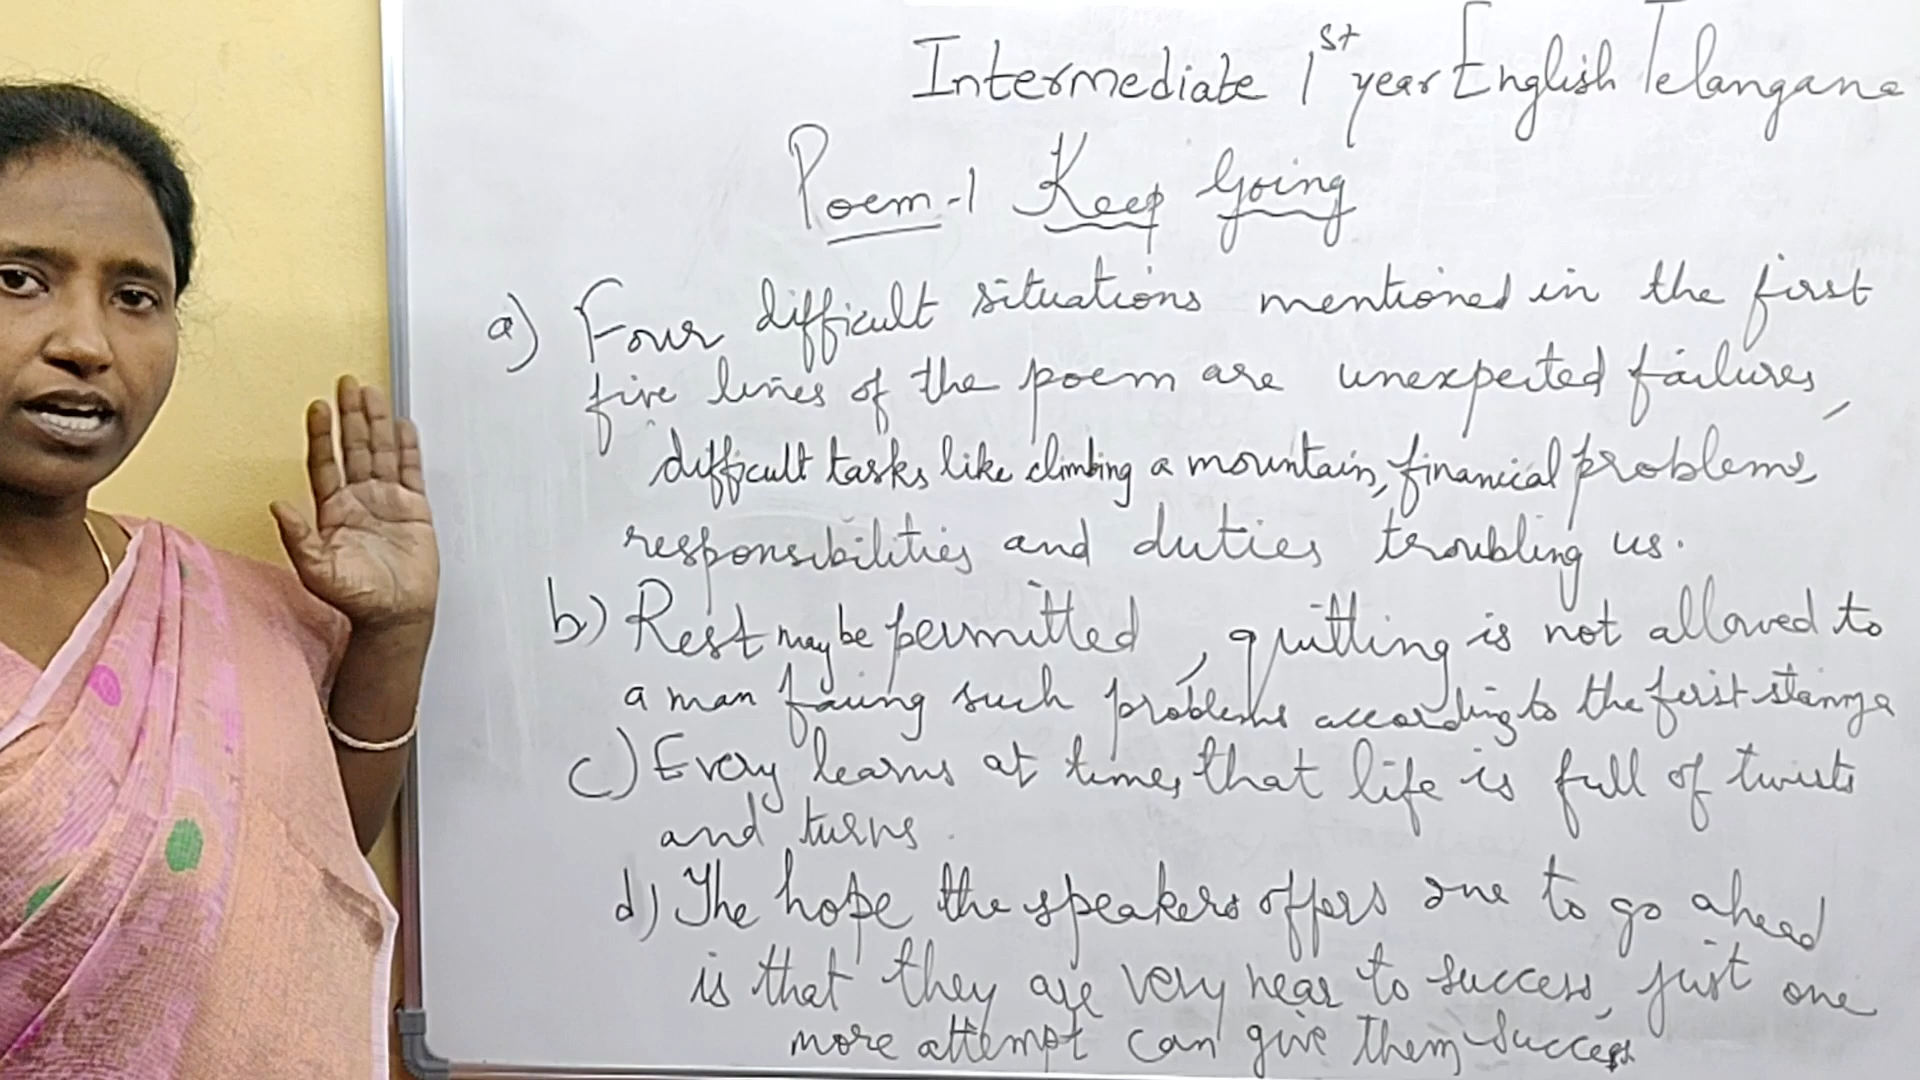 Intermediate 1st year English Telangana
Poem-1 Keep Going
a) Four difficult situations mentioned in the first
five lines of the poem are unexpected failures,
difficult tasks like climbing a mountain, financial problems
responsibilities and duties troubling us.
b) Rest may be permitted, quitting is not allowed to
a man facing such problems according to the first stanza
c) Every learns at times that life is full of twists
and turns.
d) The hope the speakers offers one to go ahead
is that they are very near to success, just one
more attempt can give them success